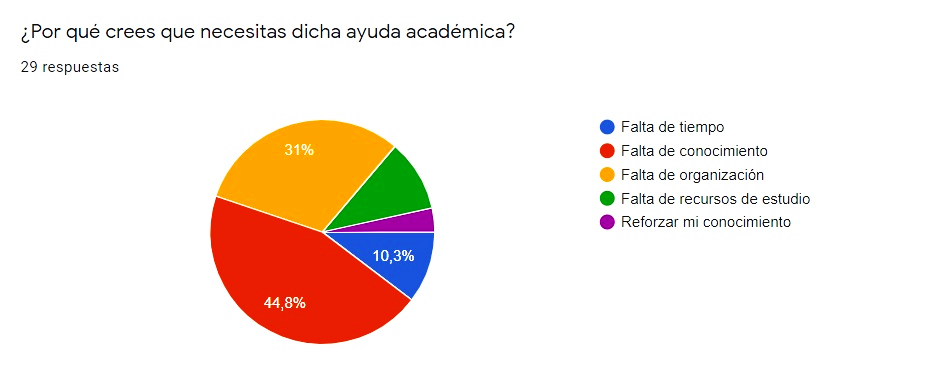 ¿Por qué crees que necesitas dicha ayuda académica?
29 respuestas
31%
10,3%
44,8%
Falta de tiempo
Falta de conocimiento
Falta de organización
Falta de recursos de estudio
Reforzar mi conocimiento